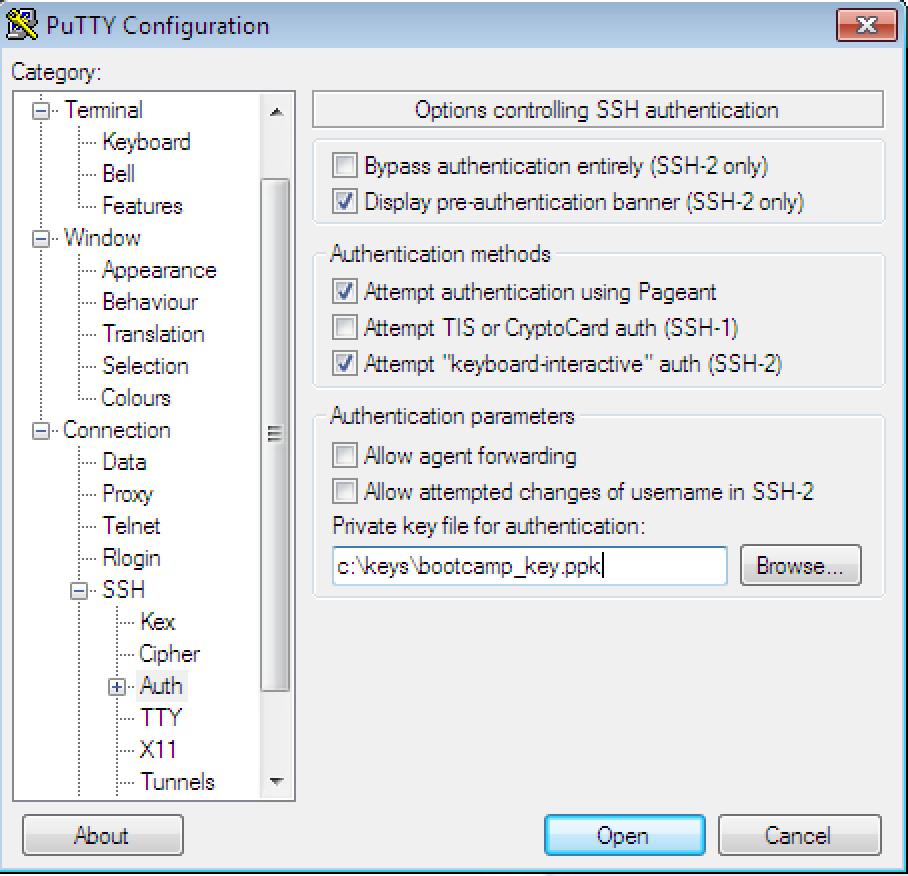 PuTTY Configuration
Category:
Terminal
Keyboard
Bell
Features
Window
Appearance
Behaviour
Translation
Selection
Colours
Connection
Data
Proxy
Telnet
Rlogin
SSH
Kex
Cipher
Auth
TTY
X11
Tunnels
Options controlling SSH authentication
Bypass authentication entirely (SSH-2 only)
Display pre-authentication banner (SSH-2 only)
Authentication methods
Attempt authentication using Pageant
Attempt TIS or CryptoCard auth (SSH-1)
Attempt "keyboard-interactive" auth (SSH-2)
Authentication parameters
Allow agent forwarding
Allow attempted changes of username in SSH-2
Private key file for authentication:
c:\keys\bootcamp_key.ppk
Browse...
About
Open
Cancel